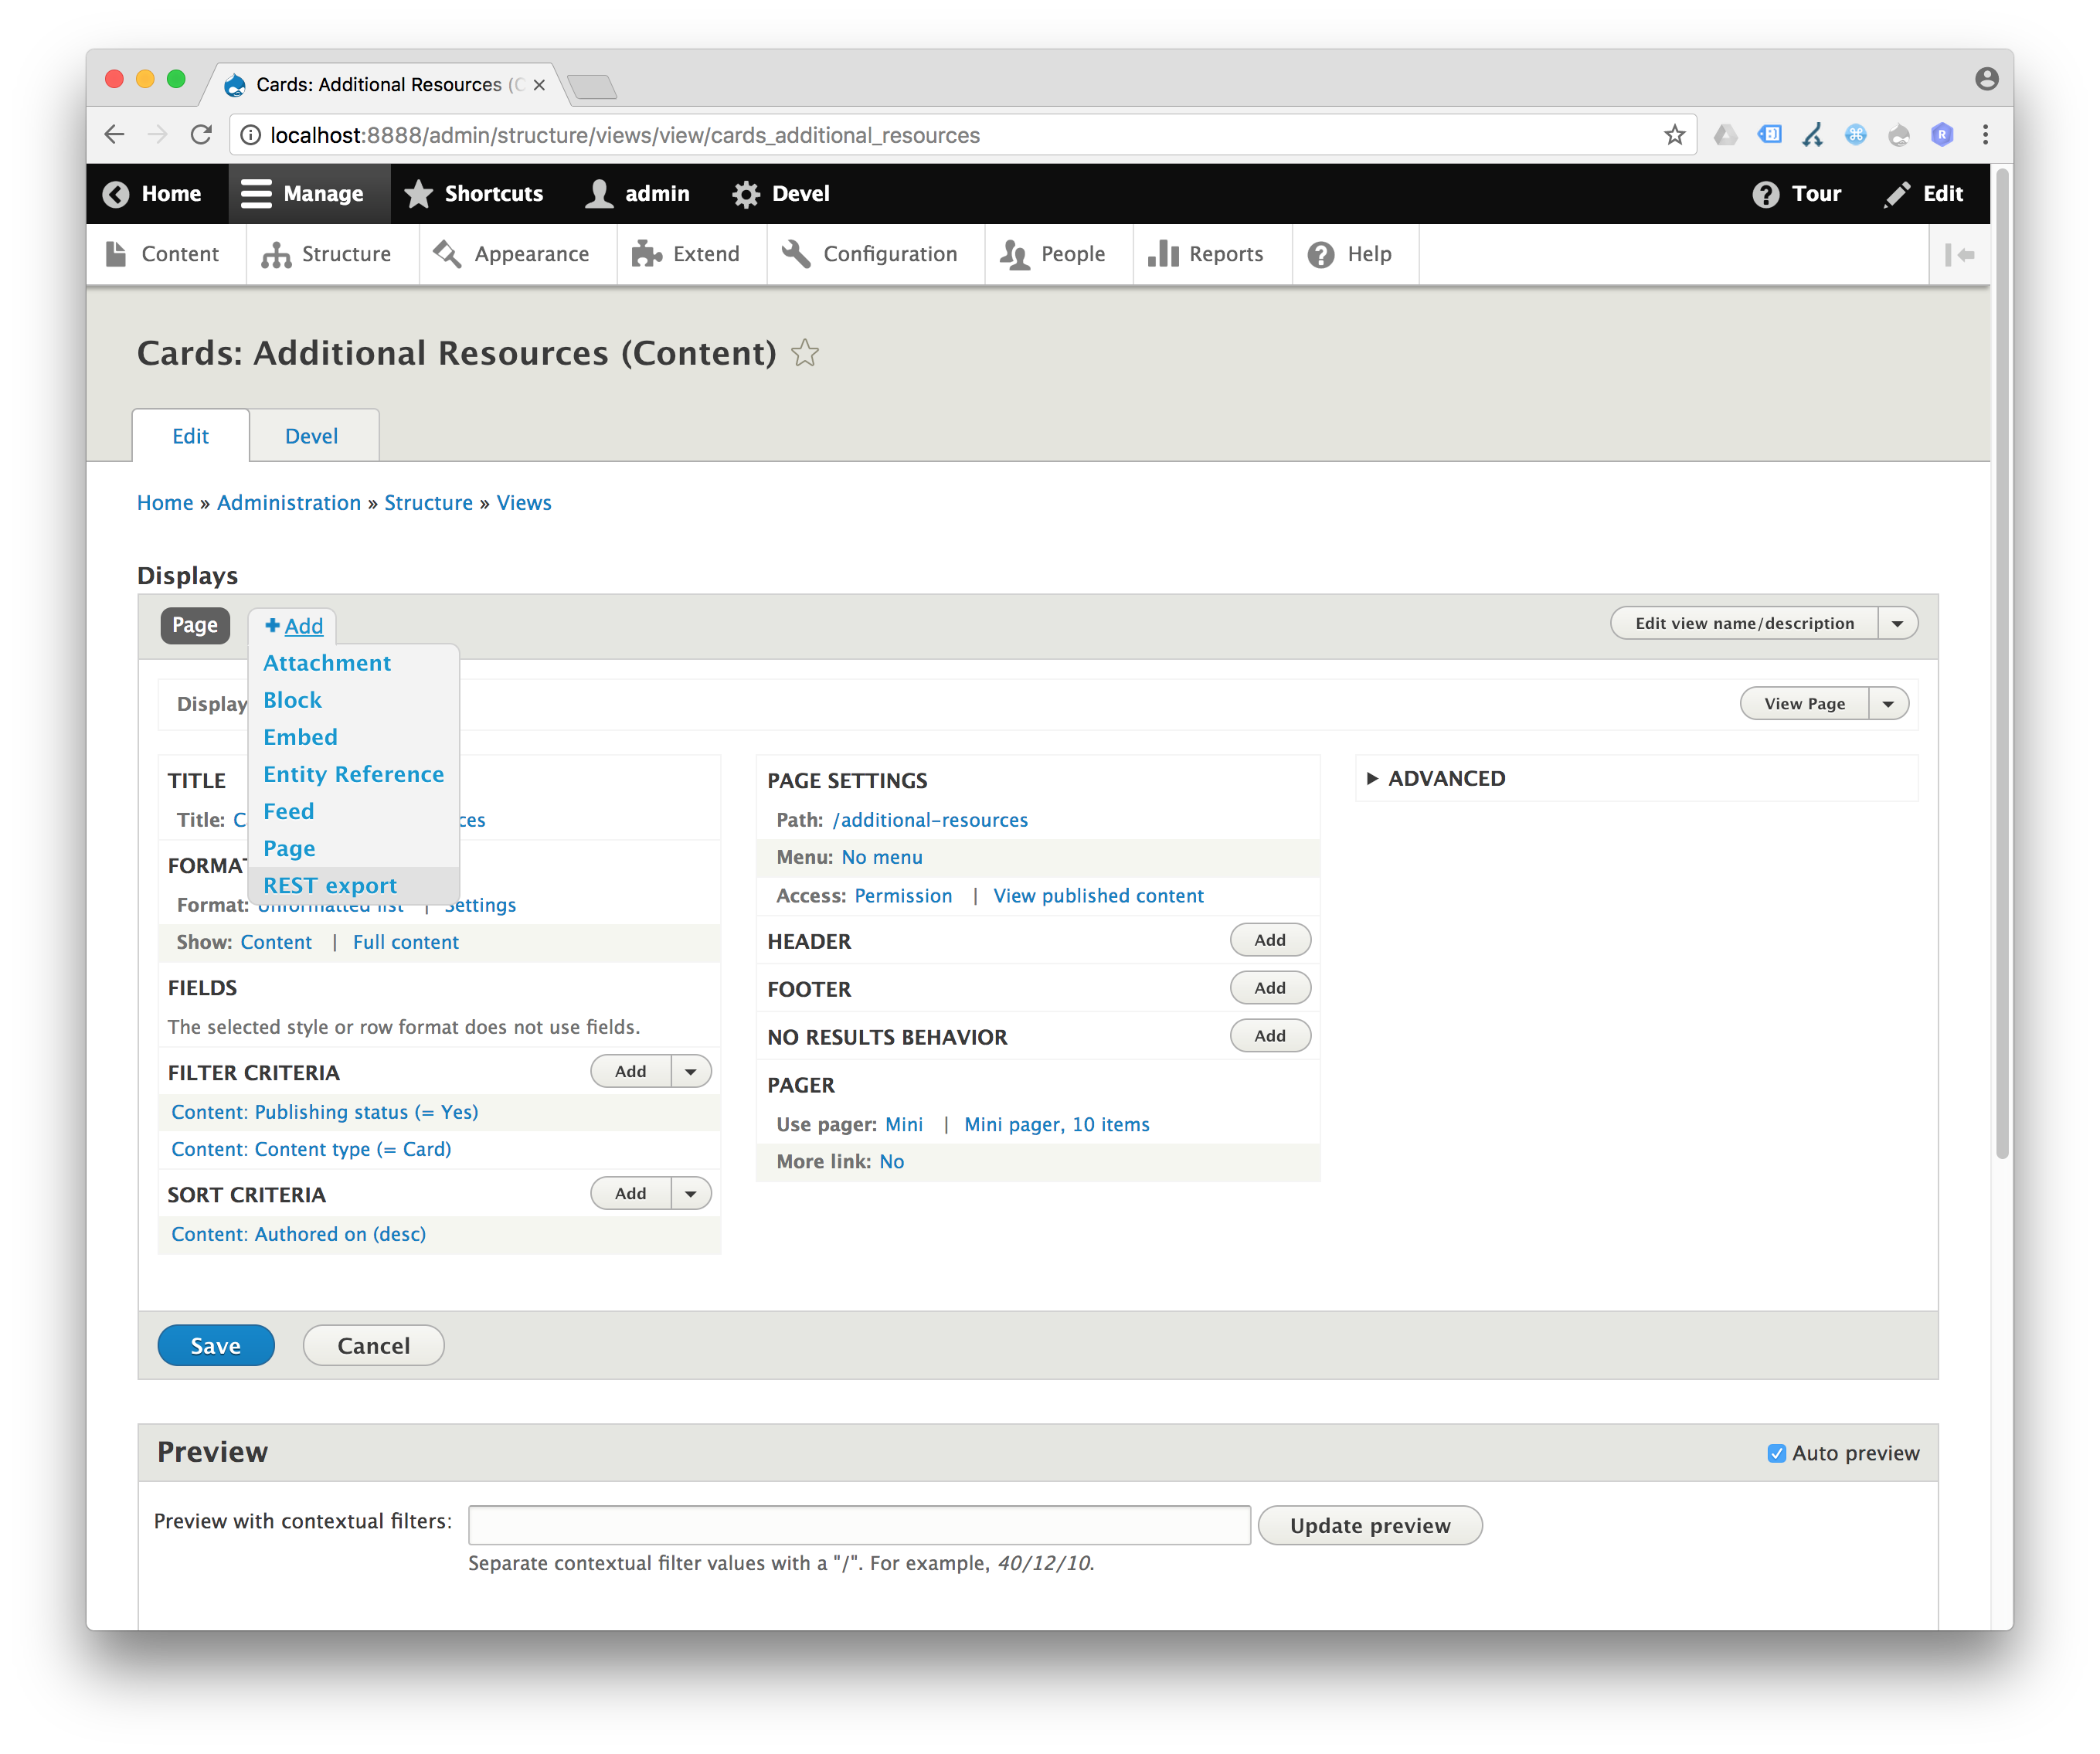 Cards: Additional Resources (C
localhost:8888/admin/structure/views/view/cards_additional_resources
Home Manage Shortcuts admin Devel Tour Edit
Content Structure Appearance Extend Configuration People Reports Help
Cards: Additional Resources (Content)
Edit Devel
Home » Administration » Structure » Views
Displays
Page Add Edit view name/description
Attachment
Block
Embed
Entity Reference
Feed
Page
REST export
Display View Page
TITLE
Title: C ces
FORMAT
Format: Unformatted list | Settings
Show: Content | Full content
FIELDS
The selected style or row format does not use fields.
FILTER CRITERIA Add
Content: Publishing status (= Yes)
Content: Content type (= Card)
SORT CRITERIA Add
Content: Authored on (desc)
PAGE SETTINGS
Path: /additional-resources
Menu: No menu
Access: Permission | View published content
HEADER Add
FOOTER Add
NO RESULTS BEHAVIOR Add
PAGER
Use pager: Mini | Mini pager, 10 items
More link: No
ADVANCED
Save Cancel
Preview Auto preview
Preview with contextual filters: Update preview
Separate contextual filter values with a "/". For example, 40/12/10.